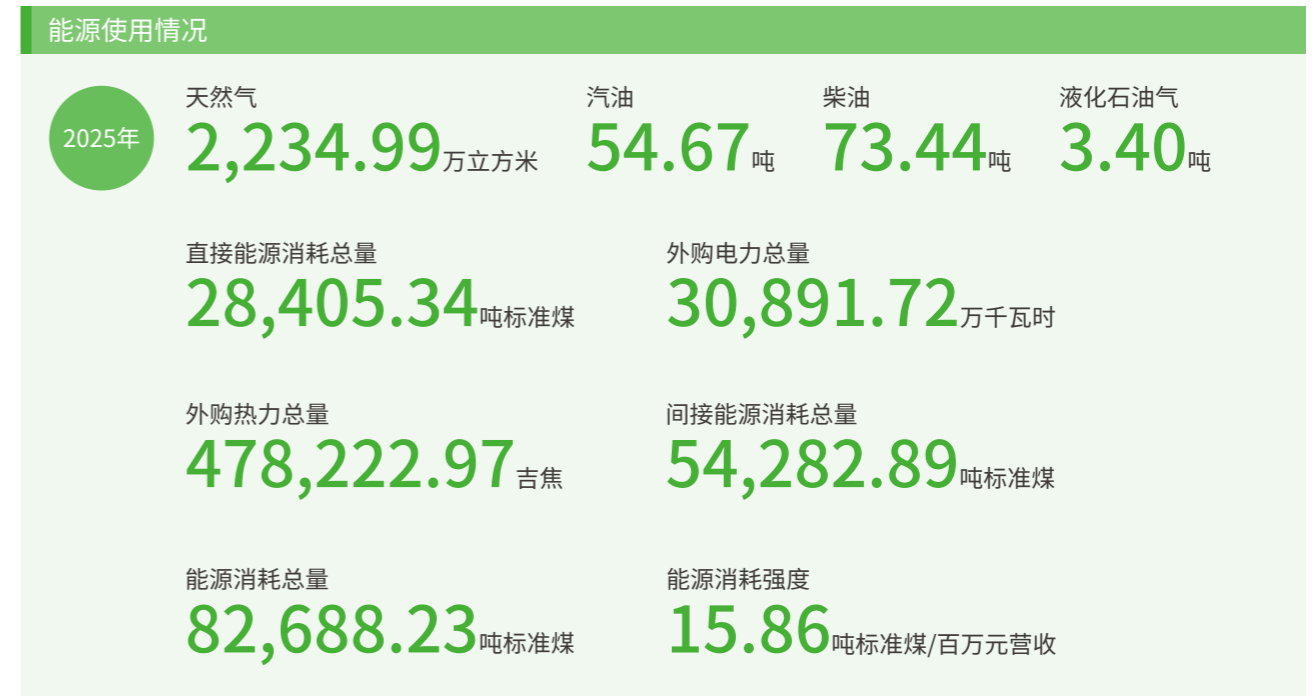 能源使用情况
2025年
天然气
2,234.99万立方米
汽油
54.67吨
柴油
73.44吨
液化石油气
3.40吨
直接能源消耗总量
28,405.34吨标准煤
外购电力总量
30,891.72万千瓦时
外购热力总量
478,222.97吉焦
间接能源消耗总量
54,282.89吨标准煤
能源消耗总量
82,688.23吨标准煤
能源消耗强度
15.86吨标准煤/百万元营收